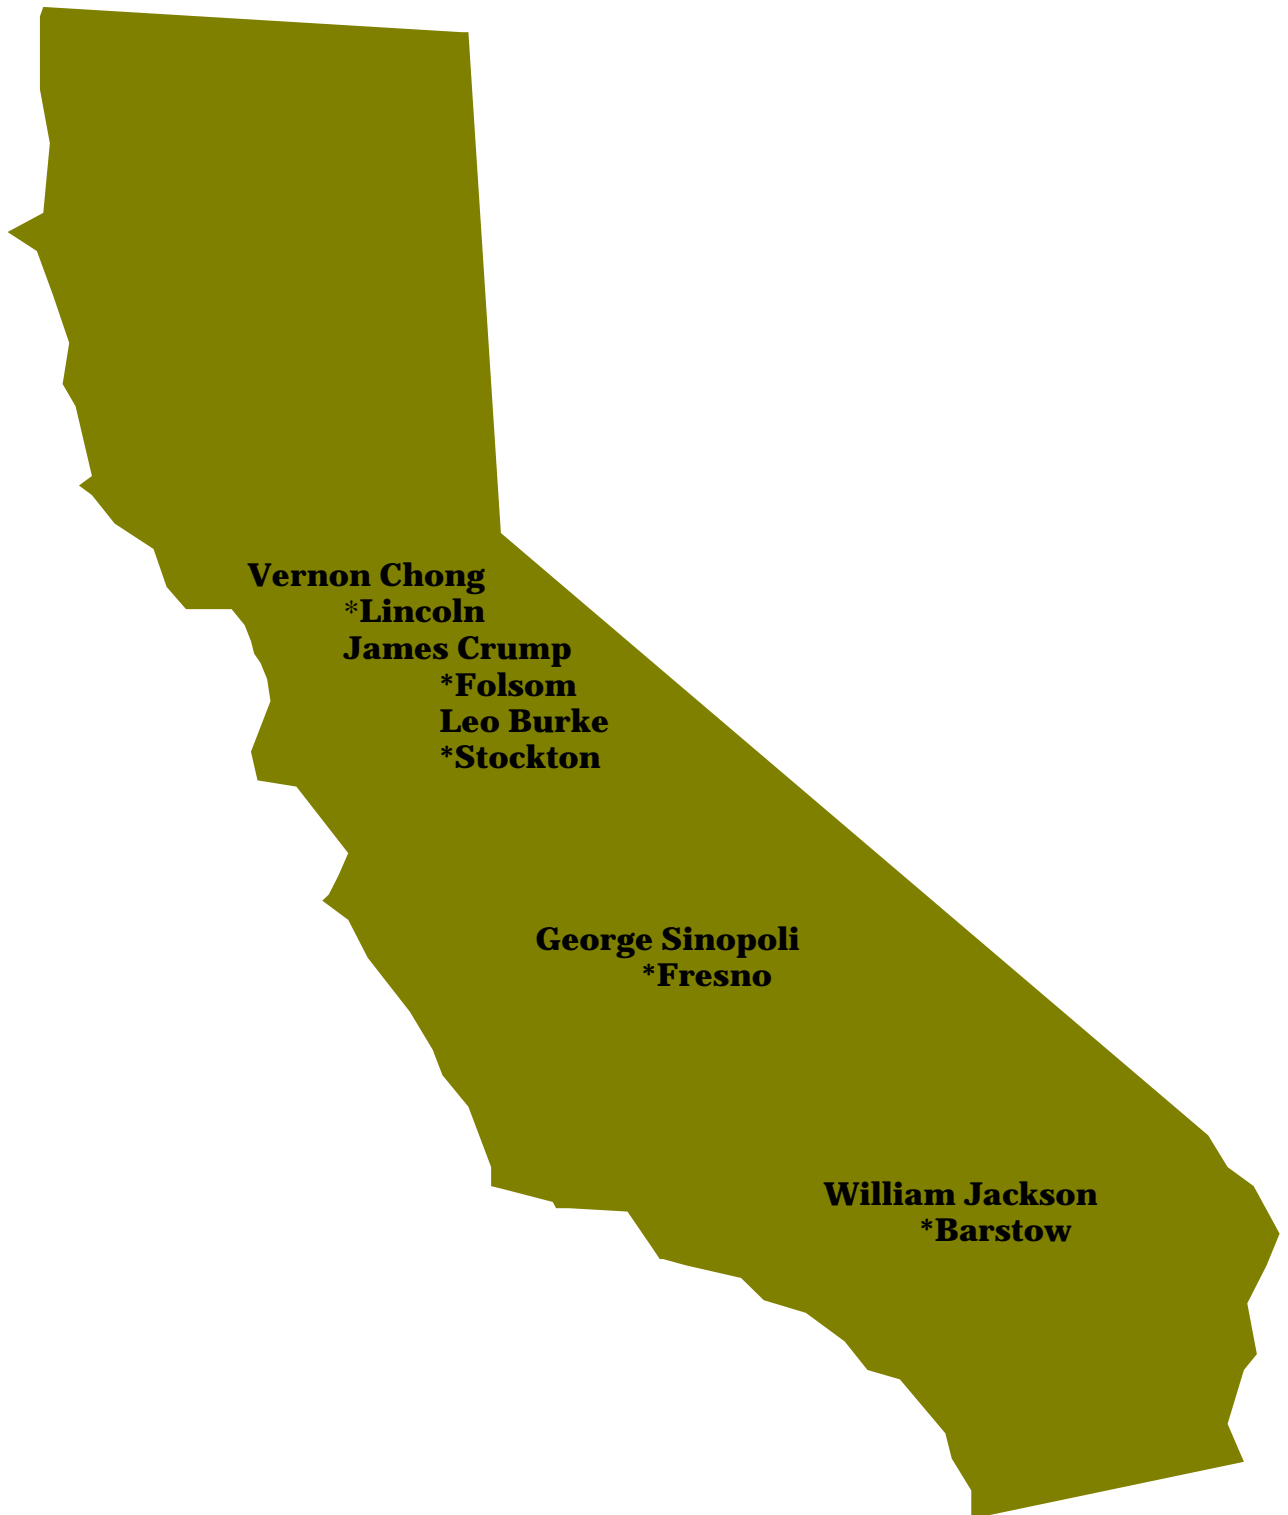 Vernon Chong
*Lincoln
James Crump
*Folsom
Leo Burke
*Stockton
George Sinopoli
*Fresno
William Jackson
*Barstow